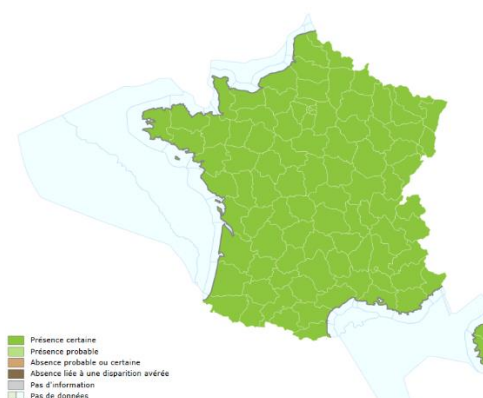 Présence certaine
Présence probable
Absence probable ou certaine
Absence liée à une disparition avérée
Pas d'information
Pas de données